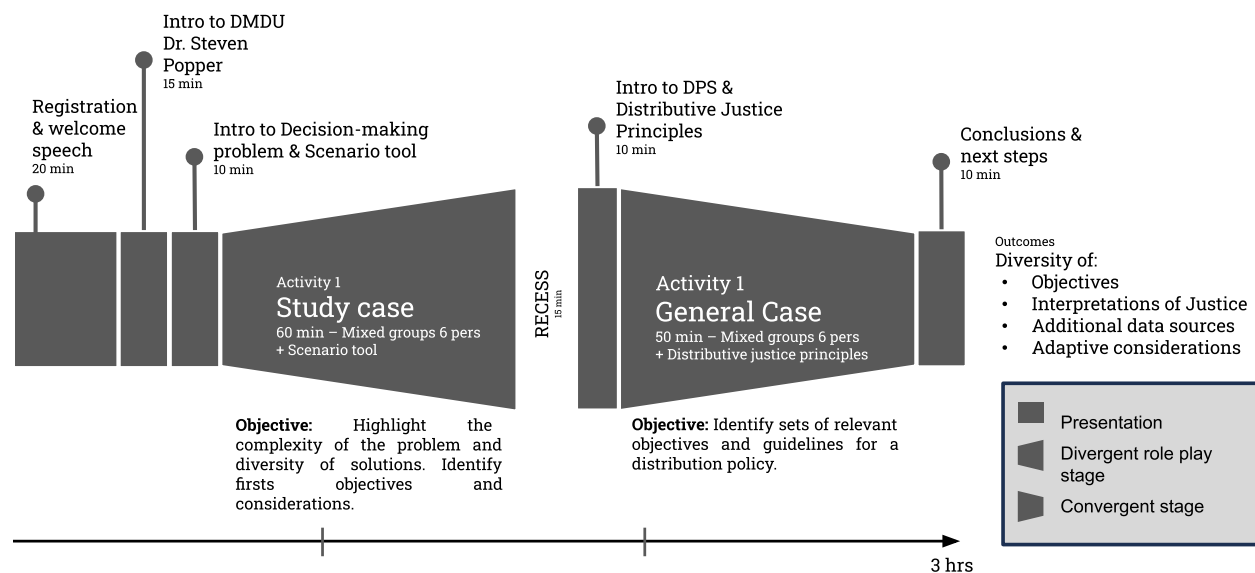 Intro to DMDU
Dr. Steven
Popper
15 min
Registration
& welcome
speech
20 min
Intro to Decision-making
problem & Scenario tool
10 min
Intro to DPS &
Distributive Justice
Principles
10 min
Conclusions &
next steps
10 min
Activity 1
Study case
60 min – Mixed groups 6 pers
+ Scenario tool
RECESS
15 min
Activity 1
General Case
50 min – Mixed groups 6 pers
+ Distributive justice principles
Outcomes
Diversity of:
• Objectives
• Interpretations of Justice
• Additional data sources
• Adaptive considerations
Objective: Highlight the
complexity of the problem and
diversity of solutions. Identify
firsts objectives and
considerations.
Objective: Identify sets of relevant
objectives and guidelines for a
distribution policy.
Presentation
Divergent role play
stage
Convergent stage
3 hrs